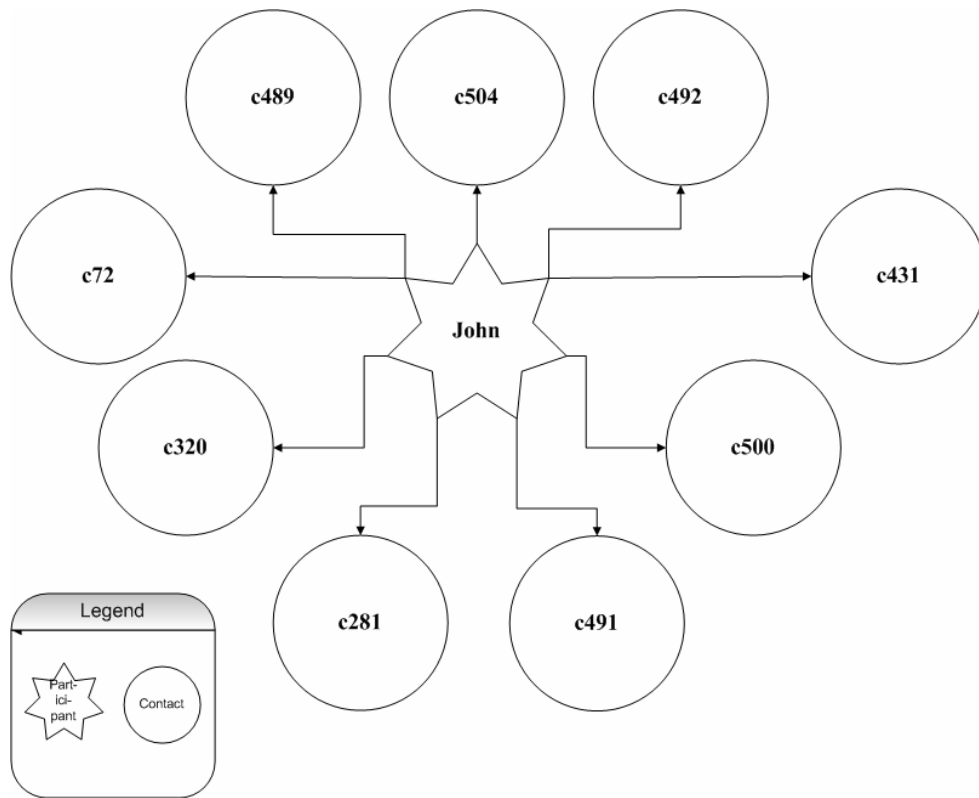 c489
c504
c492
c72
c431
John
c320
c500
c281
c491
Legend
Part-
ici-
pant
Contact